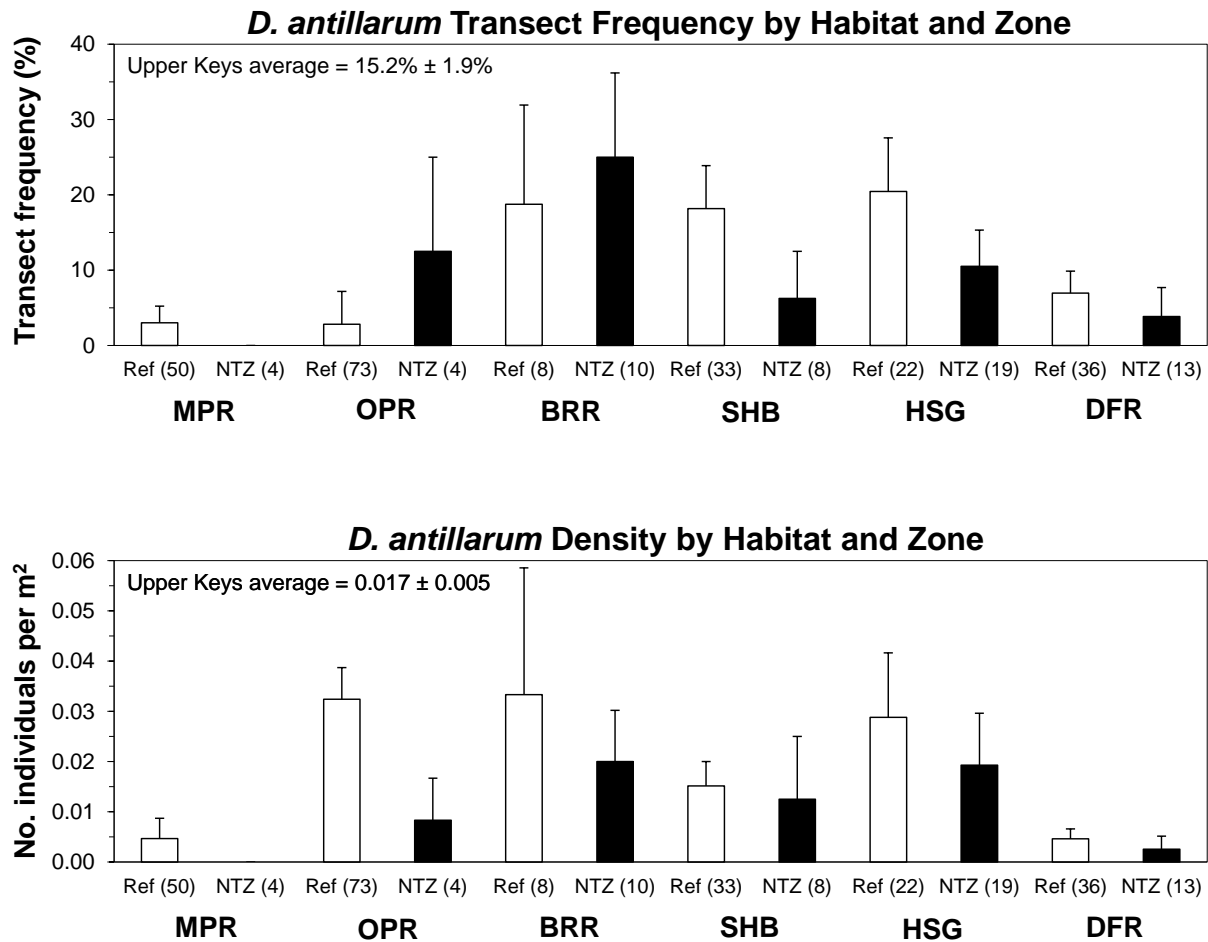 D. antillarum Transect Frequency by Habitat and Zone
Upper Keys average = 15.2% ± 1.9%
Transect frequency (%)
40
30
20
10
0
Ref (50) NTZ (4) Ref (73) NTZ (4) Ref (8) NTZ (10) Ref (33) NTZ (8) Ref (22) NTZ (19) Ref (36) NTZ (13)
MPR OPR BRR SHB HSG DFR
D. antillarum Density by Habitat and Zone
Upper Keys average = 0.017 ± 0.005
No. individuals per m²
0.06
0.05
0.04
0.03
0.02
0.01
0.00
Ref (50) NTZ (4) Ref (73) NTZ (4) Ref (8) NTZ (10) Ref (33) NTZ (8) Ref (22) NTZ (19) Ref (36) NTZ (13)
MPR OPR BRR SHB HSG DFR